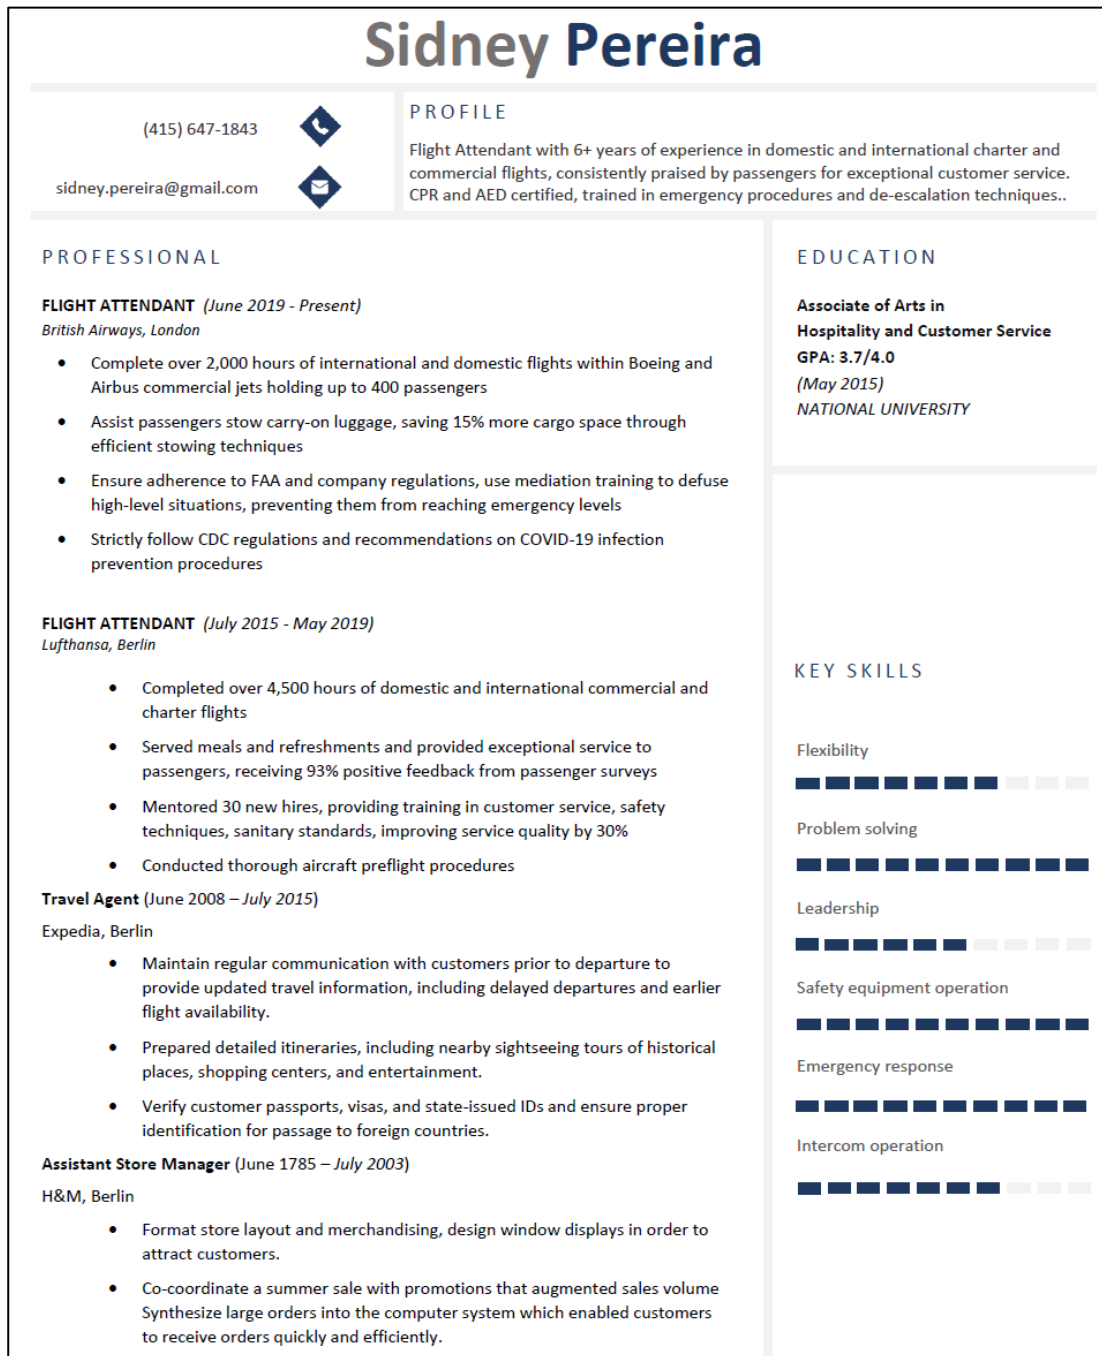 Sidney Pereira
(415) 647-1843
sidney.pereira@gmail.com
PROFILE
Flight Attendant with 6+ years of experience in domestic and international charter and
commercial flights, consistently praised by passengers for exceptional customer service.
CPR and AED certified, trained in emergency procedures and de-escalation techniques..
PROFESSIONAL
FLIGHT ATTENDANT (June 2019 - Present)
British Airways, London
• Complete over 2,000 hours of international and domestic flights within Boeing and
Airbus commercial jets holding up to 400 passengers
• Assist passengers stow carry-on luggage, saving 15% more cargo space through
efficient stowing techniques
• Ensure adherence to FAA and company regulations, use mediation training to defuse
high-level situations, preventing them from reaching emergency levels
• Strictly follow CDC regulations and recommendations on COVID-19 infection
prevention procedures
FLIGHT ATTENDANT (July 2015 - May 2019)
Lufthansa, Berlin
• Completed over 4,500 hours of domestic and international commercial and
charter flights
• Served meals and refreshments and provided exceptional service to
passengers, receiving 93% positive feedback from passenger surveys
• Mentored 30 new hires, providing training in customer service, safety
techniques, sanitary standards, improving service quality by 30%
• Conducted thorough aircraft preflight procedures
Travel Agent (June 2008 – July 2015)
Expedia, Berlin
• Maintain regular communication with customers prior to departure to
provide updated travel information, including delayed departures and earlier
flight availability.
• Prepared detailed itineraries, including nearby sightseeing tours of historical
places, shopping centers, and entertainment.
• Verify customer passports, visas, and state-issued IDs and ensure proper
identification for passage to foreign countries.
Assistant Store Manager (June 1785 – July 2003)
H&M, Berlin
• Format store layout and merchandising, design window displays in order to
attract customers.
• Co-coordinate a summer sale with promotions that augmented sales volume
Synthesize large orders into the computer system which enabled customers
to receive orders quickly and efficiently.
EDUCATION
Associate of Arts in
Hospitality and Customer Service
GPA: 3.7/4.0
(May 2015)
NATIONAL UNIVERSITY
KEY SKILLS
Flexibility
Problem solving
Leadership
Safety equipment operation
Emergency response
Intercom operation